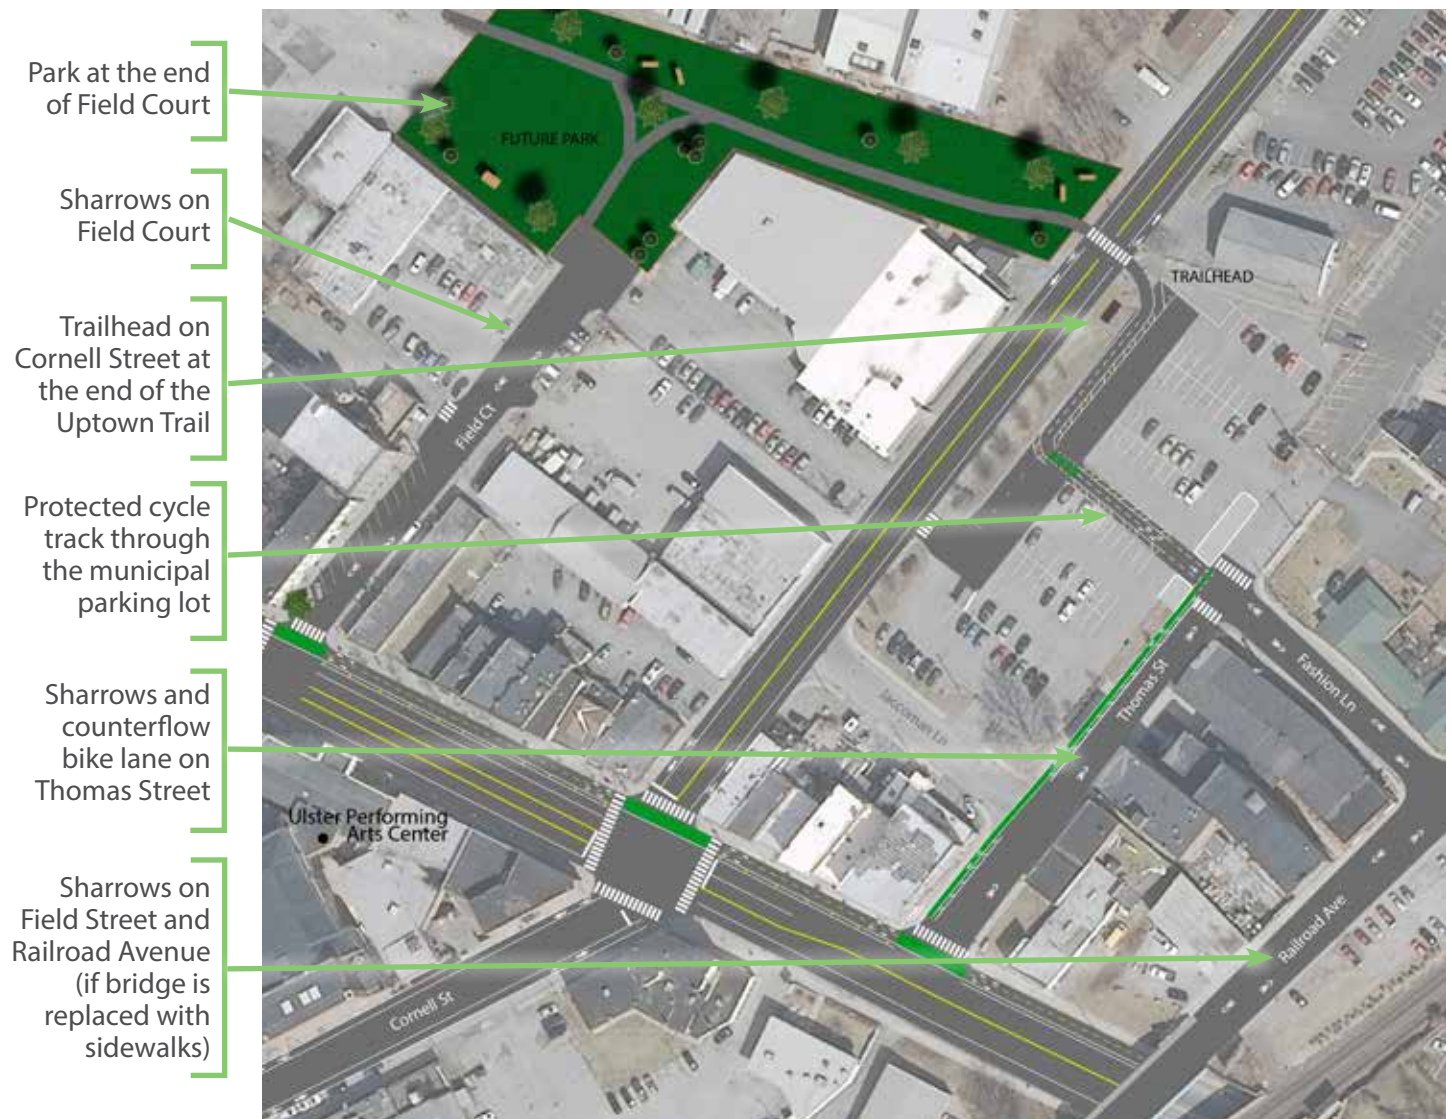 Park at the end
of Field Court
Sharrows on
Field Court
Trailhead on
Cornell Street at
the end of the
Uptown Trail
Protected cycle
track through
the municipal
parking lot
Sharrows and
counterflow
bike lane on
Thomas Street
Sharrows on
Field Street and
Railroad Avenue
(if bridge is
replaced with
sidewalks)
FUTURE PARK
TRAILHEAD
Field CT
Thomas St
Fashion Ln
Ulster Performing
Arts Center
Railroad Ave
Cornell St